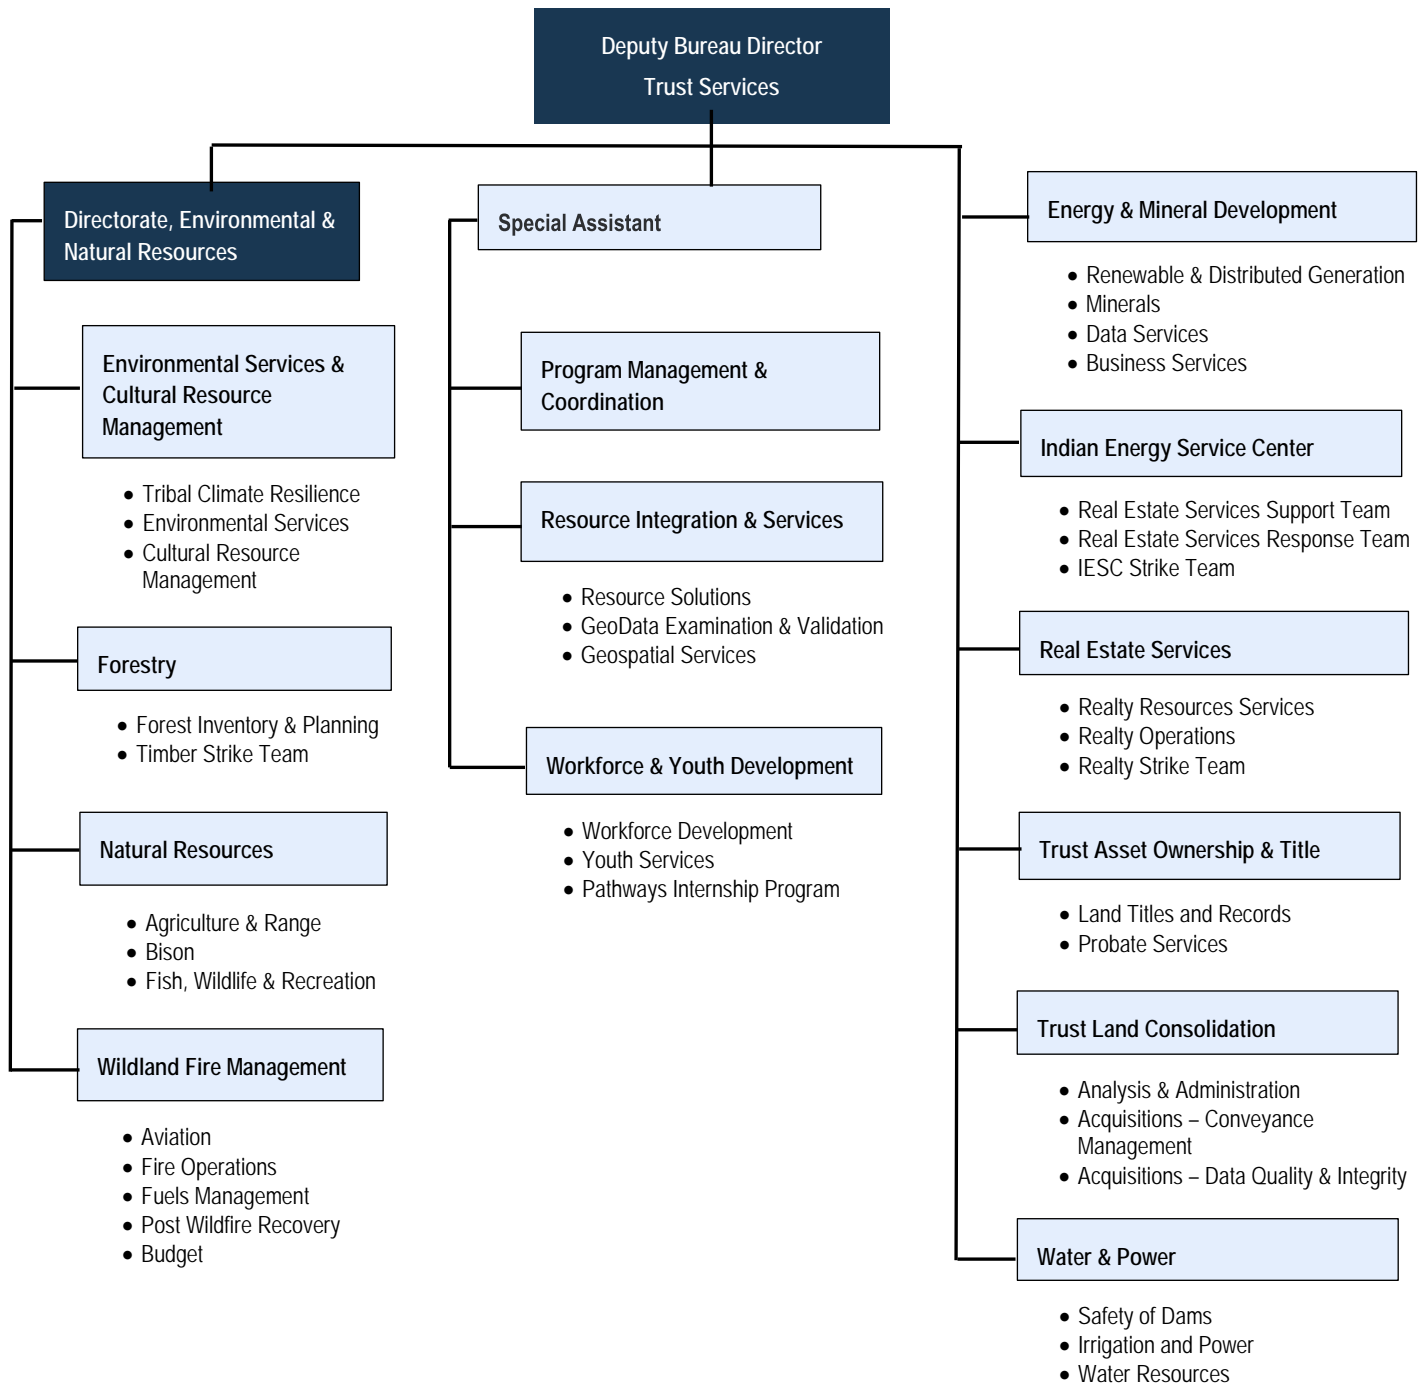 Deputy Bureau Director
Trust Services
Directorate, Environmental &
Natural Resources
Environmental Services &
Cultural Resource
Management
• Tribal Climate Resilience
• Environmental Services
• Cultural Resource
Management
Forestry
• Forest Inventory & Planning
• Timber Strike Team
Natural Resources
• Agriculture & Range
• Bison
• Fish, Wildlife & Recreation
Wildland Fire Management
• Aviation
• Fire Operations
• Fuels Management
• Post Wildfire Recovery
• Budget
Special Assistant
Program Management &
Coordination
Resource Integration & Services
• Resource Solutions
• GeoData Examination & Validation
• Geospatial Services
Workforce & Youth Development
• Workforce Development
• Youth Services
• Pathways Internship Program
Energy & Mineral Development
• Renewable & Distributed Generation
• Minerals
• Data Services
• Business Services
Indian Energy Service Center
• Real Estate Services Support Team
• Real Estate Services Response Team
• IESC Strike Team
Real Estate Services
• Realty Resources Services
• Realty Operations
• Realty Strike Team
Trust Asset Ownership & Title
• Land Titles and Records
• Probate Services
Trust Land Consolidation
• Analysis & Administration
• Acquisitions – Conveyance
Management
• Acquisitions – Data Quality & Integrity
Water & Power
• Safety of Dams
• Irrigation and Power
• Water Resources